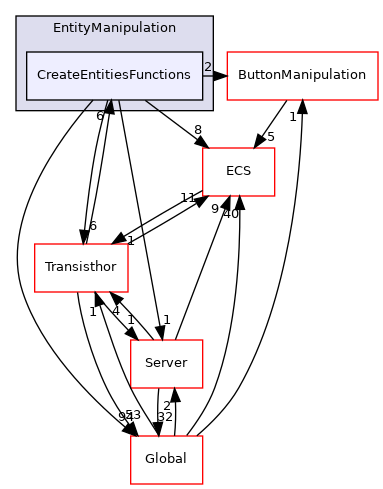 EntityManipulation
CreateEntitiesFunctions
2
ButtonManipulation
6
1
8
5
ECS
11
9
40
6
1
Transisthor
1
4
1
1
Server
2
94
53
32
Global